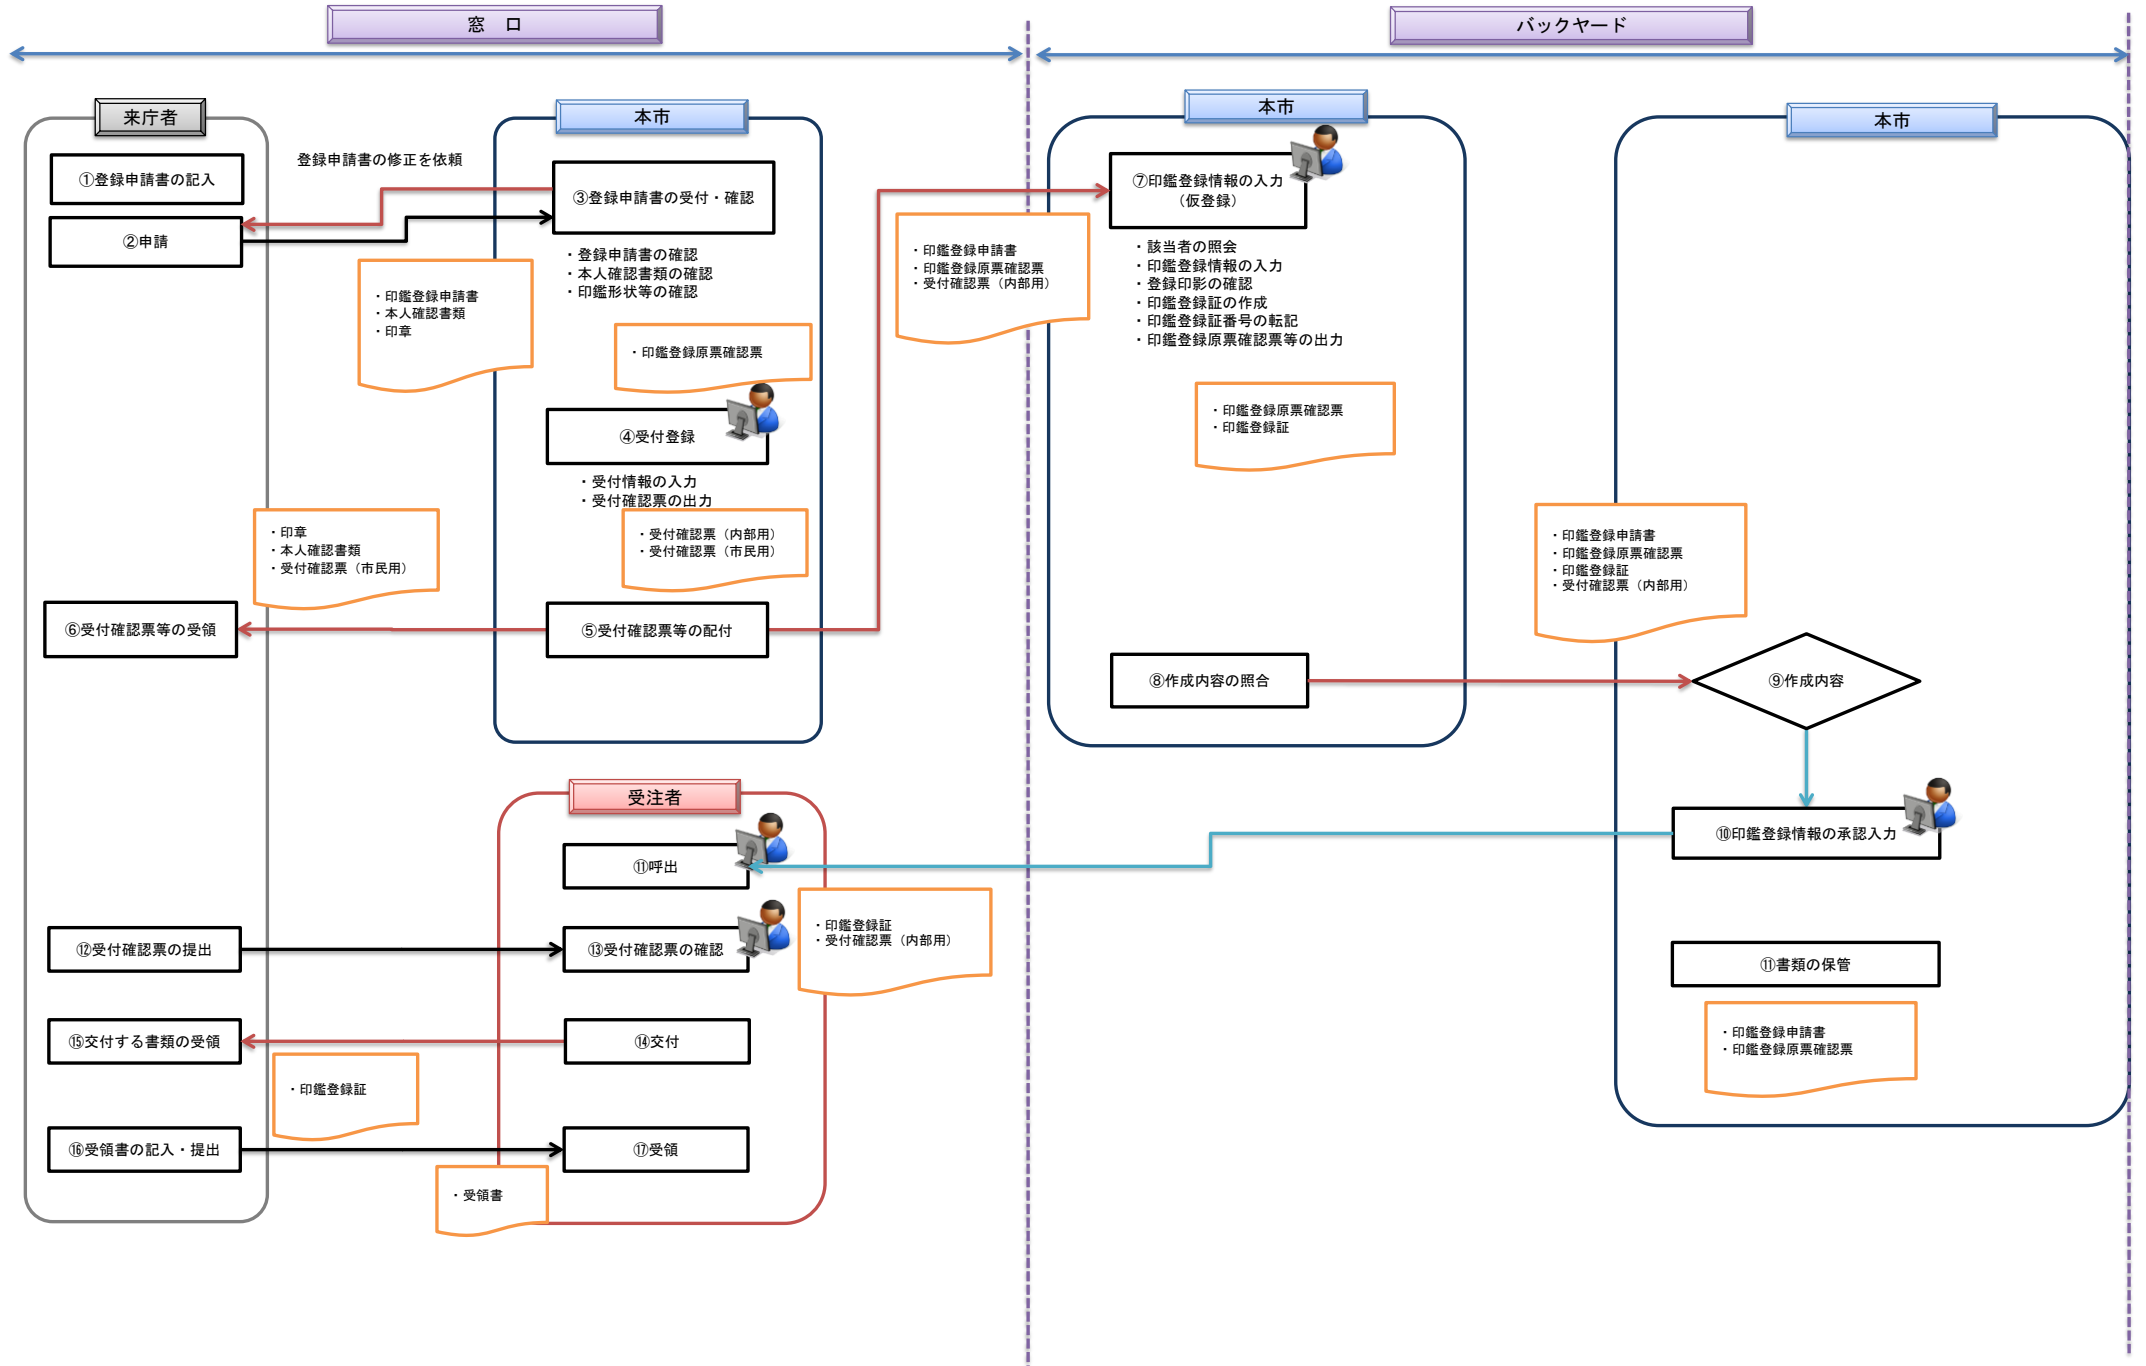 窓　口
バックヤード
来庁者
①登録申請書の記入
②申請
登録申請書の修正を依頼
・印鑑登録申請書
・本人確認書類
・印章
本市
③登録申請書の受付・確認
・登録申請書の確認
・本人確認書類の確認
・印鑑形状等の確認
・印鑑登録原票確認票
④受付登録
・受付情報の入力
・受付確認票の出力
・受付確認票（内部用）
・受付確認票（市民用）
・印章
・本人確認書類
・受付確認票（市民用）
⑥受付確認票等の受領
⑤受付確認票等の配付
・印鑑登録申請書
・印鑑登録原票確認票
・受付確認票（内部用）
本市
⑦印鑑登録情報の入力
（仮登録）
・該当者の照会
・印鑑登録情報の入力
・登録印影の確認
・印鑑登録証の作成
・印鑑登録証番号の転記
・印鑑登録原票確認票等の出力
・印鑑登録原票確認票
・印鑑登録証
⑧作成内容の照合
本市
・印鑑登録申請書
・印鑑登録原票確認票
・印鑑登録証
・受付確認票（内部用）
⑨作成内容
⑩印鑑登録情報の承認入力
⑪書類の保管
・印鑑登録申請書
・印鑑登録原票確認票
受注者
⑪呼出
・印鑑登録証
・受付確認票（内部用）
⑫受付確認票の提出
⑬受付確認票の確認
⑮交付する書類の受領
⑭交付
・印鑑登録証
⑯受領書の記入・提出
⑰受領
・受領書